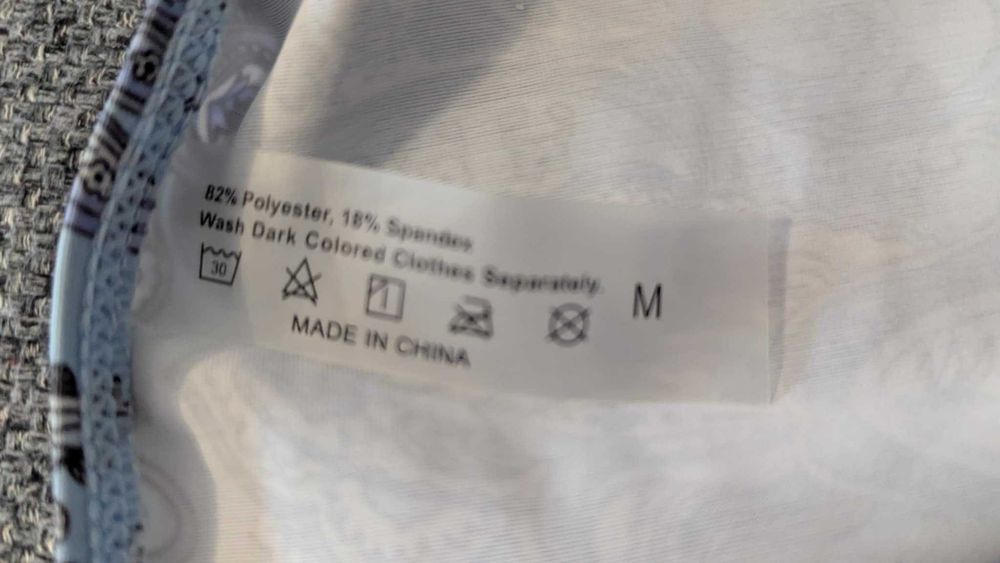 82% Polyester, 18% Spandex
Wash Dark Colored Clothes Separately.
30
M
MADE IN CHINA